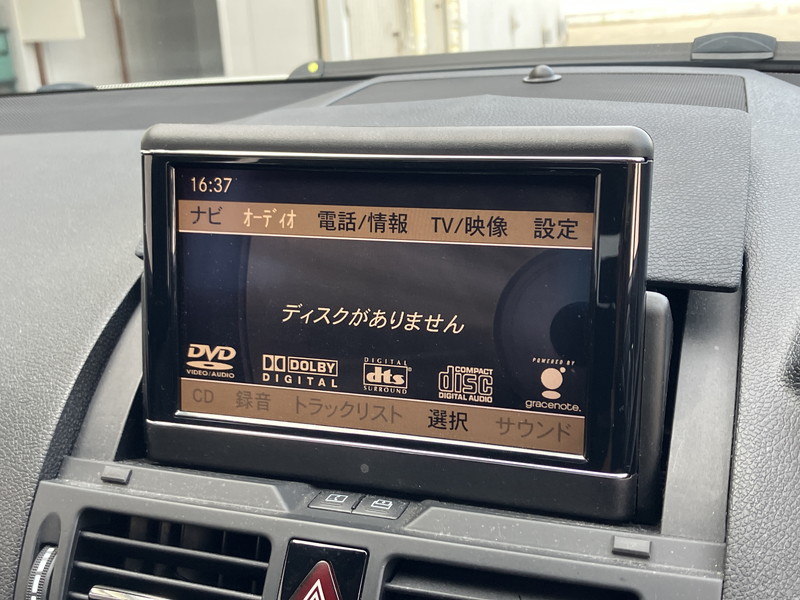 16:37
ナビ オーディオ 電話/情報 TV/映像 設定
ディスクがありません
DVD VIDEO/AUDIO
DOLBY DIGITAL
DIGITAL dts SURROUND
COMPACT disc DIGITAL AUDIO
POWERED BY gracenote.
CD 録音 トラックリスト 選択 サウンド